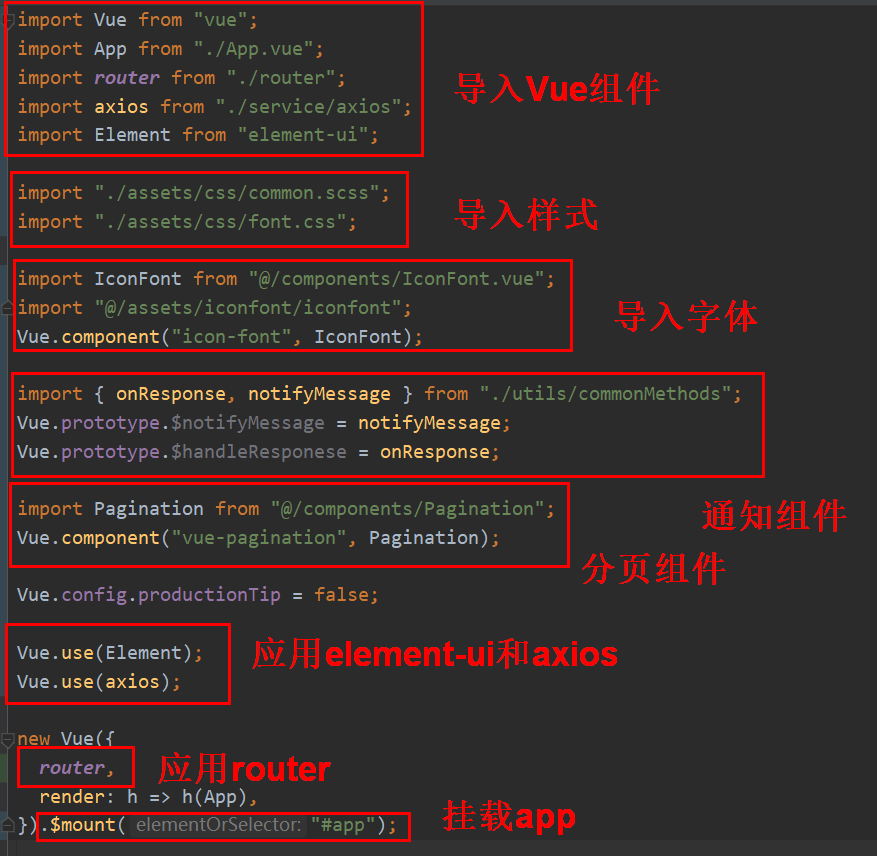 import Vue from "vue";
import App from "./App.vue";
import router from "./router";
import axios from "./service/axios";
import Element from "element-ui";
导入Vue组件
import "./assets/css/common.scss";
import "./assets/css/font.css";
导入样式
import IconFont from "@/components/IconFont.vue";
import "@/assets/iconfont/iconfont";
Vue.component("icon-font", IconFont);
导入字体
import { onResponse, notifyMessage } from "./utils/commonMethods";
Vue.prototype.$notifyMessage = notifyMessage;
Vue.prototype.$handleResponese = onResponse;
通知组件
import Pagination from "@/components/Pagination";
Vue.component("vue-pagination", Pagination);
分页组件
Vue.config.productionTip = false;
Vue.use(Element);
Vue.use(axios);
应用element-ui和axios
new Vue({
router,
应用router
render: h => h(App),
}).$mount( elementOrSelector: "#app");
挂载app